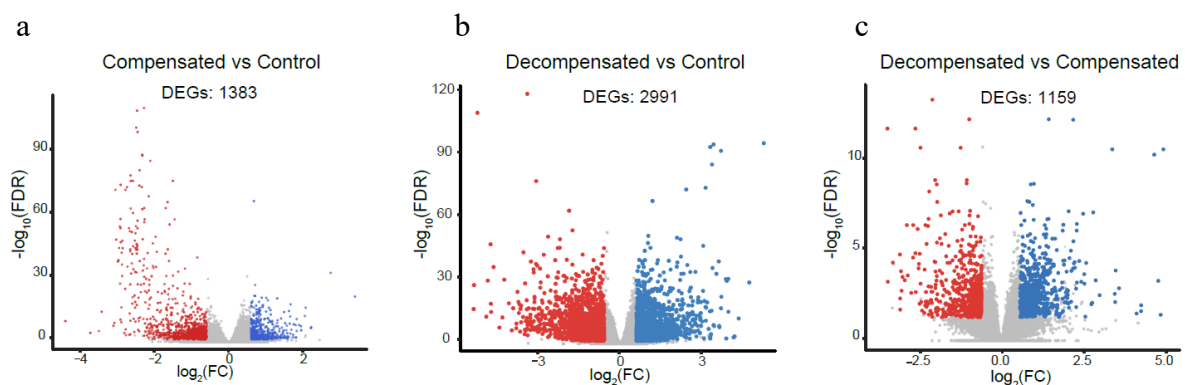 a
Compensated vs Control
DEGs: 1383
-log10(FDR)
90
60
30
0
−4
−2
0
2
log2(FC)
b
Decompensated vs Control
DEGs: 2991
-log10(FDR)
120
90
60
30
0
−3
0
3
log2(FC)
c
Decompensated vs Compensated
DEGs: 1159
-log10(FDR)
10
5
0
−2.5
0.0
2.5
5.0
log2(FC)